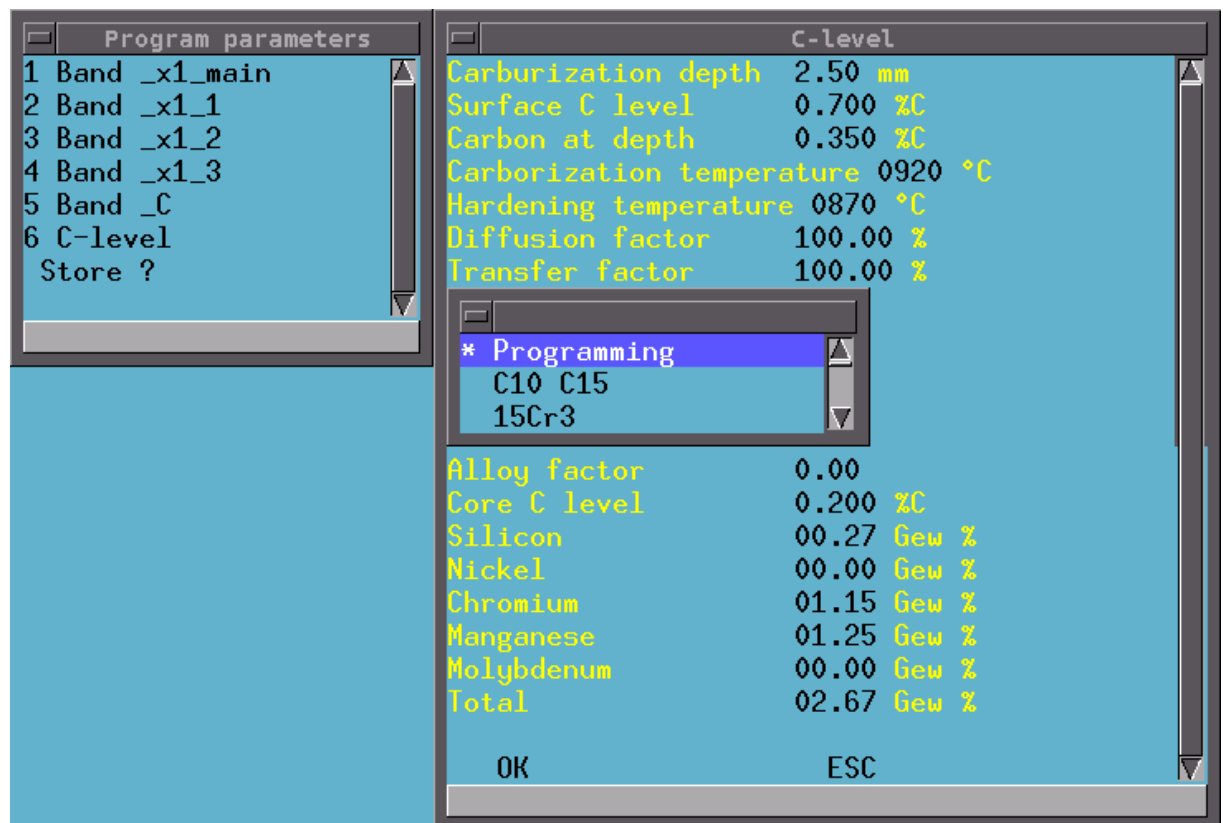 Program parameters
1 Band _x1_main
2 Band _x1_1
3 Band _x1_2
4 Band _x1_3
5 Band _C
6 C-level
Store ?
C-level
Carburization depth 2.50 mm
Surface C level 0.700 %C
Carbon at depth 0.350 %C
Carborization temperature 0920 °C
Hardening temperature 0870 °C
Diffusion factor 100.00 %
Transfer factor 100.00 %
* Programming
C10 C15
15Cr3
Alloy factor 0.00
Core C level 0.200 %C
Silicon 00.27 Gew %
Nickel 00.00 Gew %
Chromium 01.15 Gew %
Manganese 01.25 Gew %
Molybdenum 00.00 Gew %
Total 02.67 Gew %
OK ESC